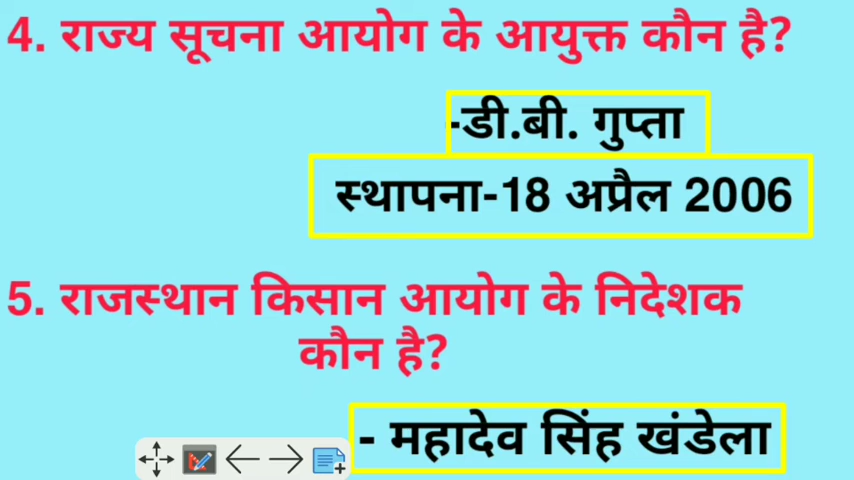 4. राज्य सूचना आयोग के आयुक्त कौन है?
-डी.बी. गुप्ता
स्थापना-18 अप्रैल 2006
5. राजस्थान किसान आयोग के निदेशक
कौन है?
- महादेव सिंह खंडेला